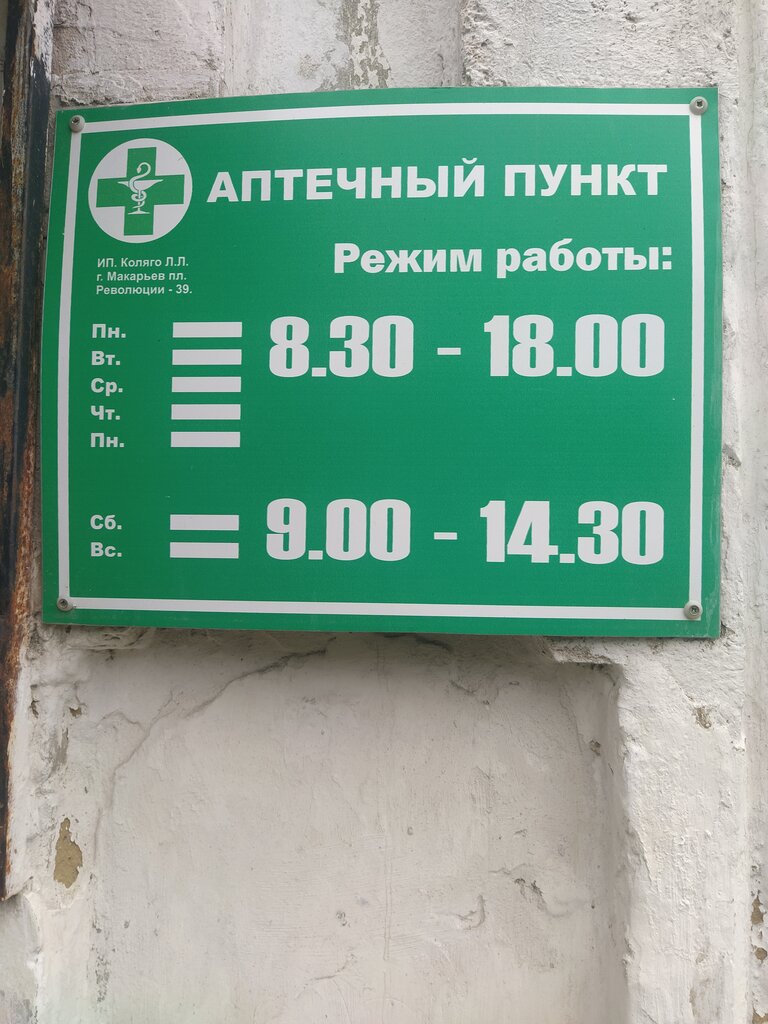 АПТЕЧНЫЙ ПУНКТ
ИП. Коляго Л.Л.
г. Макарьев пл.
Революции - 39.
Режим работы:
Пн.
Вт.
Ср.
Чт.
Пн.
8.30 - 18.00
Сб.
Вс.
9.00 - 14.30